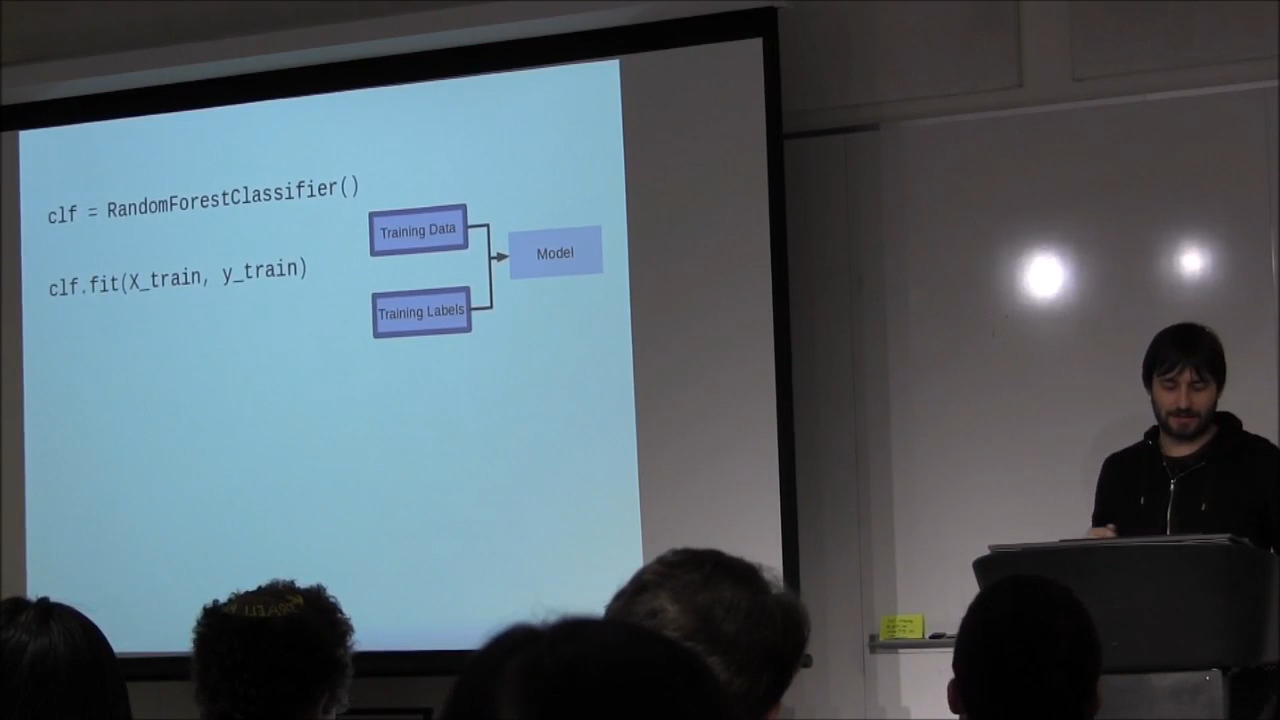 clf = RandomForestClassifier()
clf.fit(X_train, y_train)
Training Data
Model
Training Labels